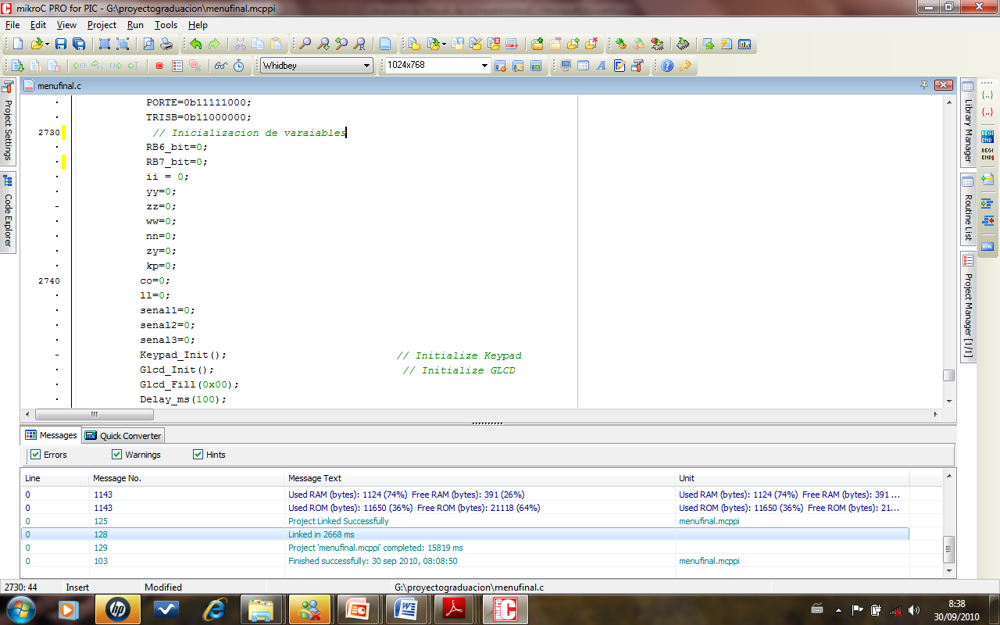 mikroC PRO for PIC - G:\proyectograduacion\menufinal.mcppi
File Edit View Project Run Tools Help
Whidbey 1024x768
menufinal.c
Project Settings
Code Explorer
PORTE=0b11111000;
TRISB=0b11000000;
2730 // Inicializacion de varaiables
RB6_bit=0;
RB7_bit=0;
ii = 0;
yy=0;
zz=0;
ww=0;
nn=0;
zy=0;
kp=0;
2740 co=0;
ll=0;
senal1=0;
senal2=0;
senal3=0;
Keypad_Init(); // Initialize Keypad
Glcd_Init(); // Initialize GLCD
Glcd_Fill(0x00);
Delay_ms(100);
Library Manager
Routine List
Project Manager [1/1]
{..}
{..}
BEGI
END
BEGI
END
HTML
Messages Quick Converter
Errors Warnings Hints
Line Message No. Message Text Unit
0 1143 Used RAM (bytes): 1124 (74%) Free RAM (bytes): 391 (26%) Used RAM (bytes): 1124 (74%) Free RAM (bytes): 391 ...
0 1143 Used ROM (bytes): 11650 (36%) Free ROM (bytes): 21118 (64%) Used ROM (bytes): 11650 (36%) Free ROM (bytes): 21...
0 125 Project Linked Successfully menufinal.mcppi
0 128 Linked in 2668 ms
0 129 Project 'menufinal.mcppi' completed: 15819 ms
0 103 Finished successfully: 30 sep 2010, 08:08:50 menufinal.mcppi
2730: 44 Insert Modified G:\proyectograduacion\menufinal.c
hp
8:38
30/09/2010